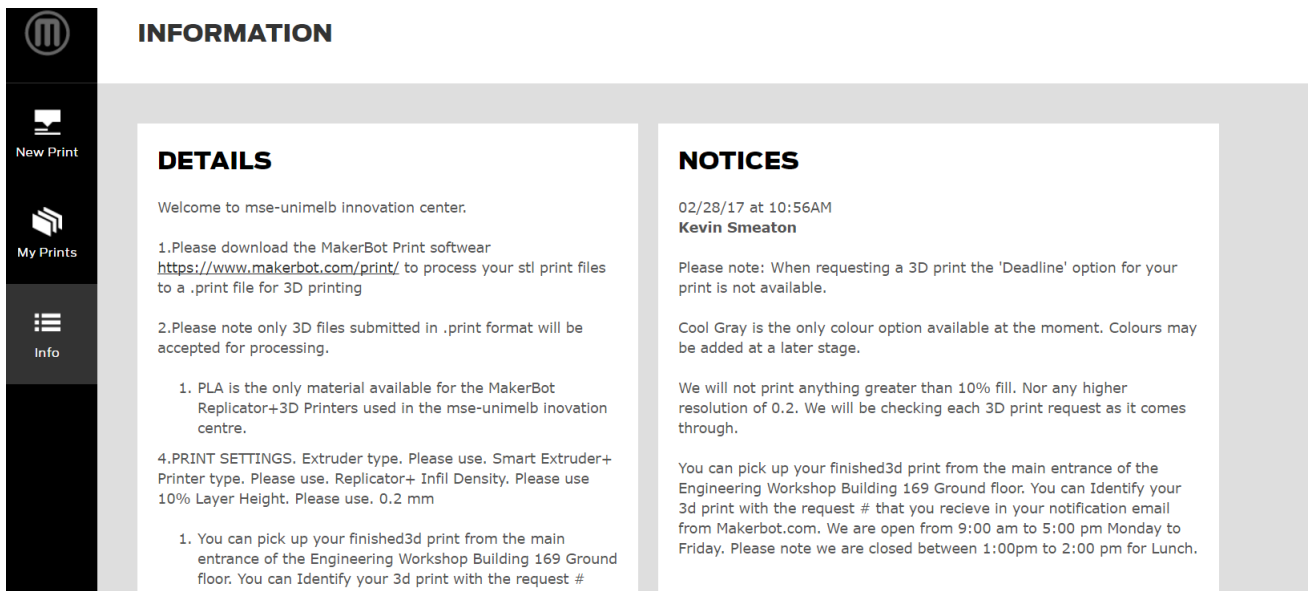 INFORMATION
New Print
My Prints
Info
DETAILS
Welcome to mse-unimelb innovation center.
1.Please download the MakerBot Print softwear
https://www.makerbot.com/print/ to process your stl print files
to a .print file for 3D printing
2.Please note only 3D files submitted in .print format will be
accepted for processing.
1. PLA is the only material available for the MakerBot
Replicator+3D Printers used in the mse-unimelb inovation
centre.
4.PRINT SETTINGS. Extruder type. Please use. Smart Extruder+
Printer type. Please use. Replicator+ Infil Density. Please use
10% Layer Height. Please use. 0.2 mm
1. You can pick up your finished3d print from the main
entrance of the Engineering Workshop Building 169 Ground
floor. You can Identify your 3d print with the request #
NOTICES
02/28/17 at 10:56AM
Kevin Smeaton
Please note: When requesting a 3D print the 'Deadline' option for your
print is not available.
Cool Gray is the only colour option available at the moment. Colours may
be added at a later stage.
We will not print anything greater than 10% fill. Nor any higher
resolution of 0.2. We will be checking each 3D print request as it comes
through.
You can pick up your finished3d print from the main entrance of the
Engineering Workshop Building 169 Ground floor. You can Identify your
3d print with the request # that you recieve in your notification email
from Makerbot.com. We are open from 9:00 am to 5:00 pm Monday to
Friday. Please note we are closed between 1:00pm to 2:00 pm for Lunch.